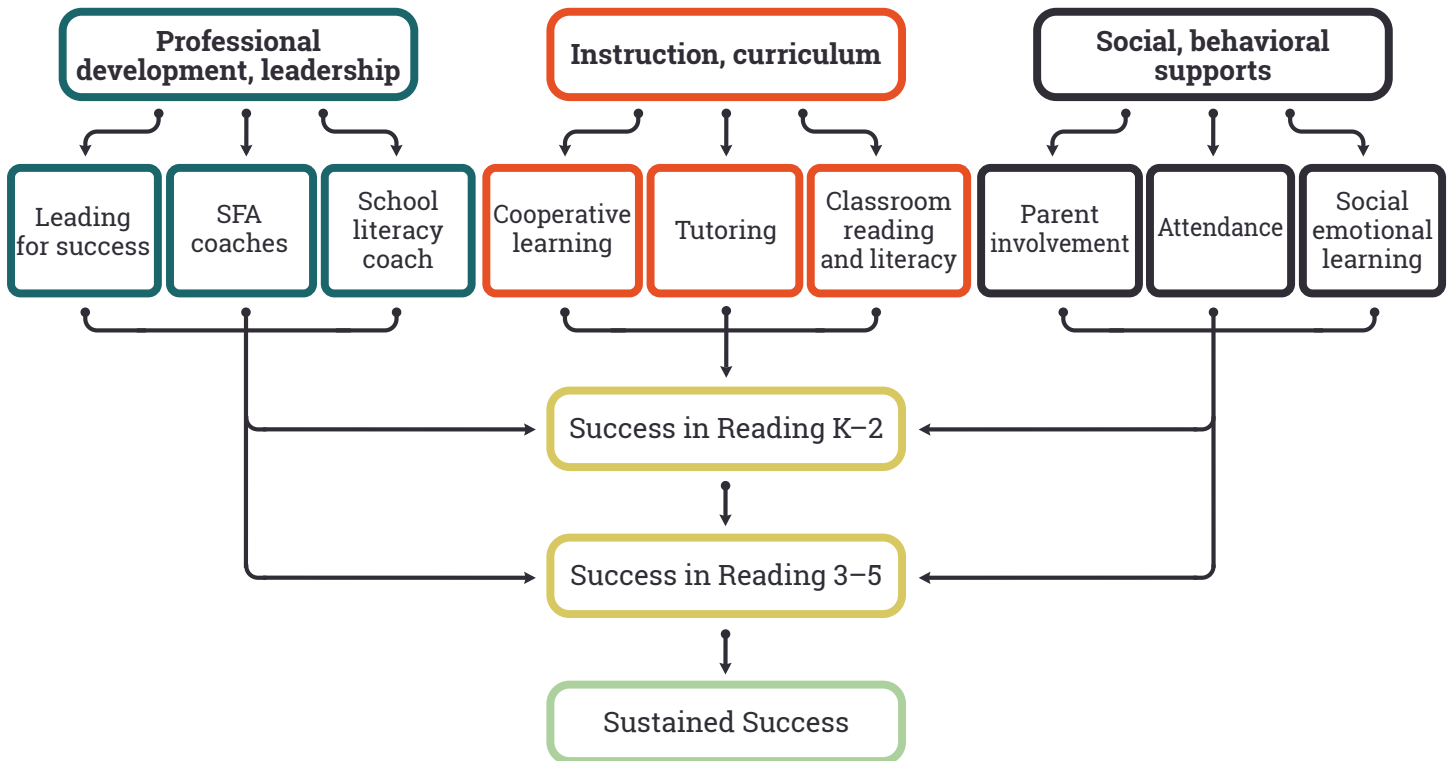 Professional
development, leadership
Instruction, curriculum
Social, behavioral
supports
Leading
for success
SFA
coaches
School
literacy
coach
Cooperative
learning
Tutoring
Classroom
reading
and literacy
Parent
involvement
Attendance
Social
emotional
learning
Success in Reading K–2
Success in Reading 3–5
Sustained Success